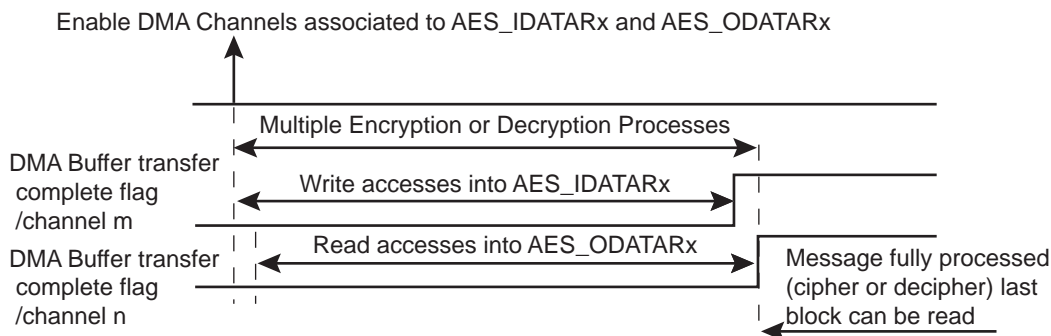 Enable DMA Channels associated to AES_IDATARx and AES_ODATARx
Multiple Encryption or Decryption Processes
DMA Buffer transfer
complete flag
/channel m
Write accesses into AES_IDATARx
Read accesses into AES_ODATARx
DMA Buffer transfer
complete flag
/channel n
Message fully processed
(cipher or decipher) last
block can be read